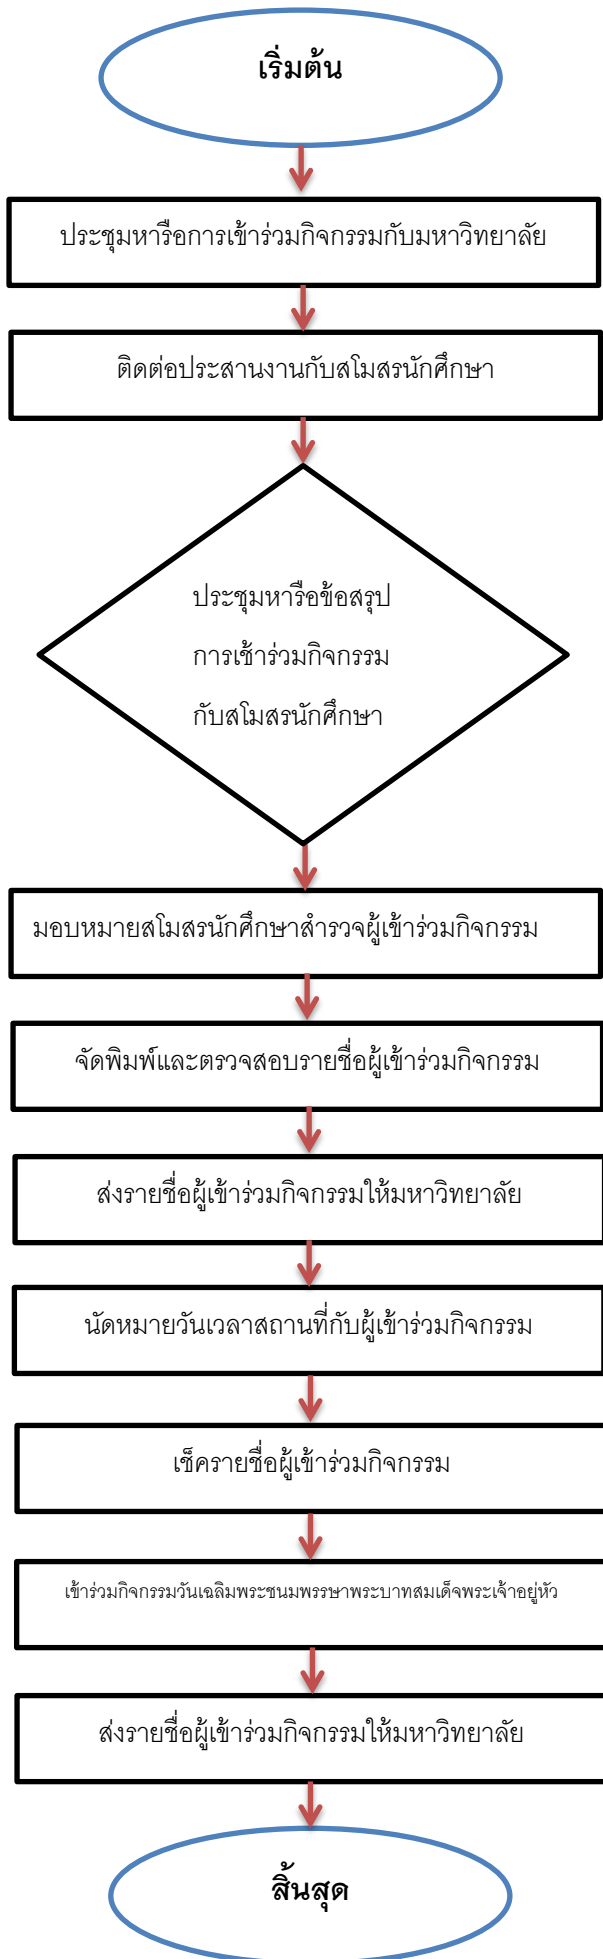 เริ่มต้น
ประชุมหารือการเข้าร่วมกิจกรรมกับมหาวิทยาลัย
ติดต่อประสานงานกับสโมสรนักศึกษา
ประชุมหารือข้อสรุป
การเข้าร่วมกิจกรรม
กับสโมสรนักศึกษา
มอบหมายสโมสรนักศึกษาสำรวจผู้เข้าร่วมกิจกรรม
จัดพิมพ์และตรวจสอบรายชื่อผู้เข้าร่วมกิจกรรม
ส่งรายชื่อผู้เข้าร่วมกิจกรรมให้มหาวิทยาลัย
นัดหมายวันเวลาสถานที่กับผู้เข้าร่วมกิจกรรม
เช็ครายชื่อผู้เข้าร่วมกิจกรรม
เข้าร่วมกิจกรรมวันเฉลิมพระชนมพรรษาพระบาทสมเด็จพระเจ้าอยู่หัว
ส่งรายชื่อผู้เข้าร่วมกิจกรรมให้มหาวิทยาลัย
สิ้นสุด